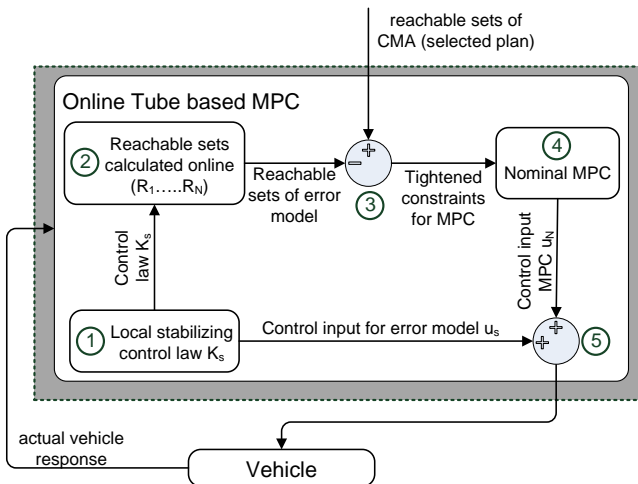 reachable sets of
CMA (selected plan)
Online Tube based MPC
2
Reachable sets
calculated online
(R₁…..R_N)
Reachable
sets of error
model
+
−
3
Tightened
constraints
for MPC
4
Nominal MPC
Control
law Kₛ
Control input
MPC u_N
1
Local stabilizing
control law Kₛ
Control input for error model uₛ
+
+
5
actual vehicle
response
Vehicle